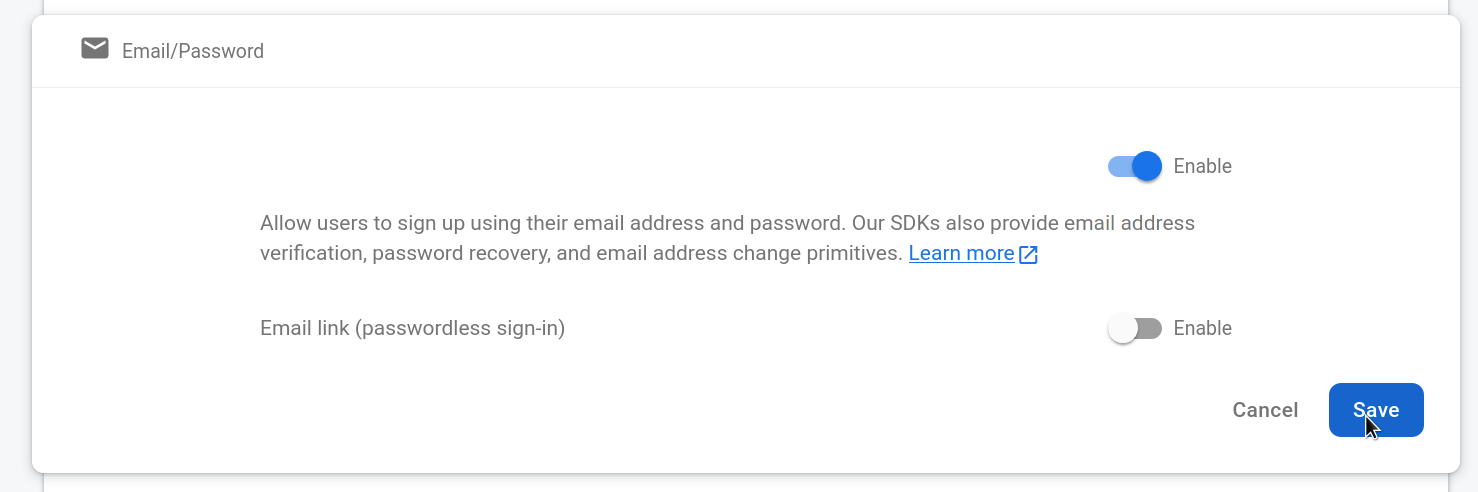 Email/Password
Enable
Allow users to sign up using their email address and password. Our SDKs also provide email address
verification, password recovery, and email address change primitives. Learn more
Email link (passwordless sign-in)
Enable
Cancel
Save